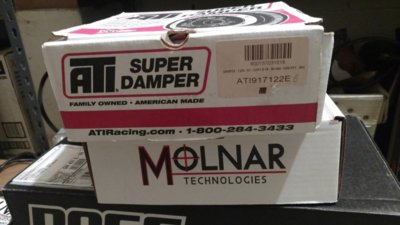 ATI
SUPER
DAMPER
FAMILY OWNED • AMERICAN MADE
ATI917122E
ATIRacing.com • 1-800-284-3433
MOLNAR
TECHNOLOGIES